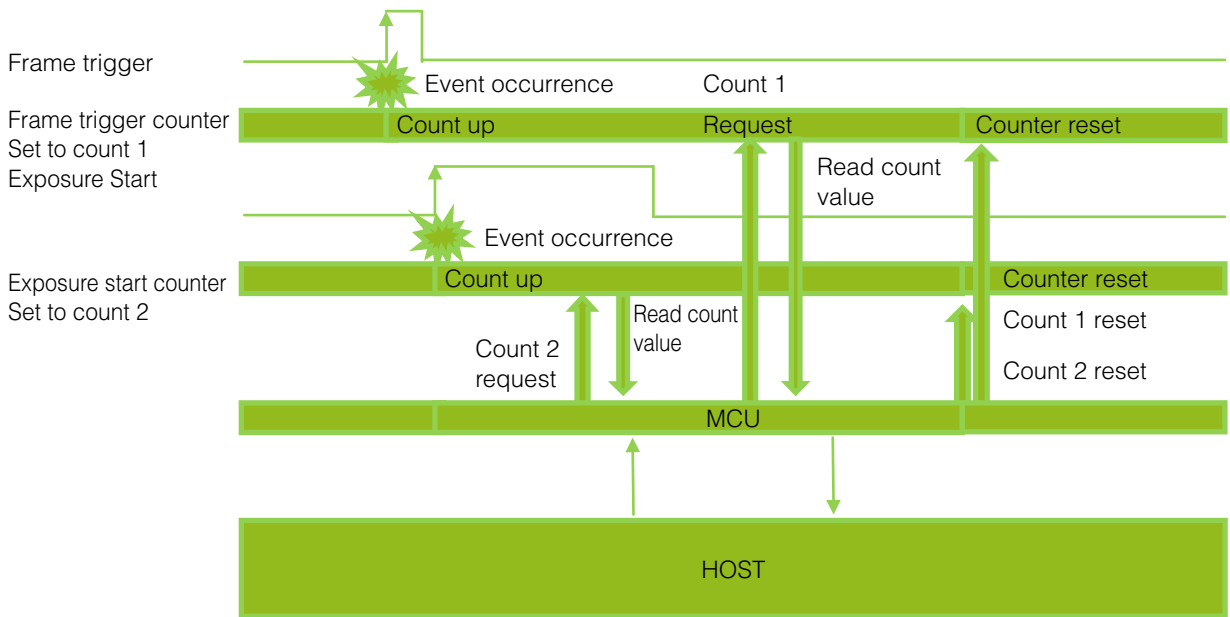 Frame trigger
Event occurrence
Count 1
Frame trigger counter
Set to count 1
Count up
Request
Counter reset
Exposure Start
Read count
value
Event occurrence
Exposure start counter
Set to count 2
Count up
Counter reset
Read count
value
Count 1 reset
Count 2
request
Count 2 reset
MCU
HOST